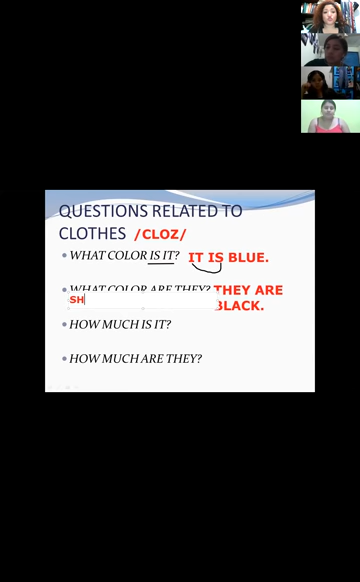 QUESTIONS RELATED TO
CLOTHES /CLOZ/
WHAT COLOR IS IT? IT IS BLUE.
WHAT COLOR ARE THEY? THEY ARE
BLACK.
SH
HOW MUCH IS IT?
HOW MUCH ARE THEY?